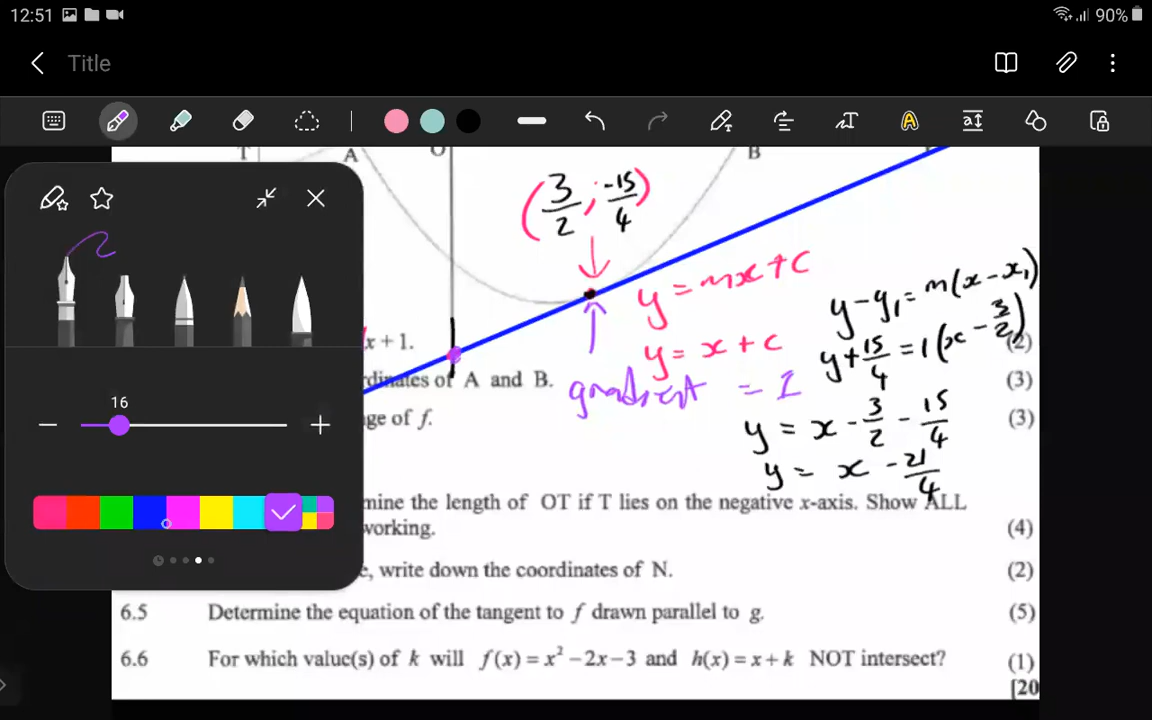 12:51 90%
Title
T A O B
(3/2 ; -15/4)
y = mx + c
y - y₁ = m(x - x₁)
x + 1.
y = x + c
y + 15/4 = 1(x - 3/2)
(2)
rdinates of A and B.
(3)
gradient = 1
nge of f.
(3)
y = x - 3/2 - 15/4
y = x - 21/4
16
mine the length of OT if T lies on the negative x-axis. Show ALL
working.
(4)
e, write down the coordinates of N.
(2)
6.5 Determine the equation of the tangent to f drawn parallel to g.
(5)
6.6 For which value(s) of k will f(x) = x² − 2x − 3 and h(x) = x + k NOT intersect?
(1)
[20